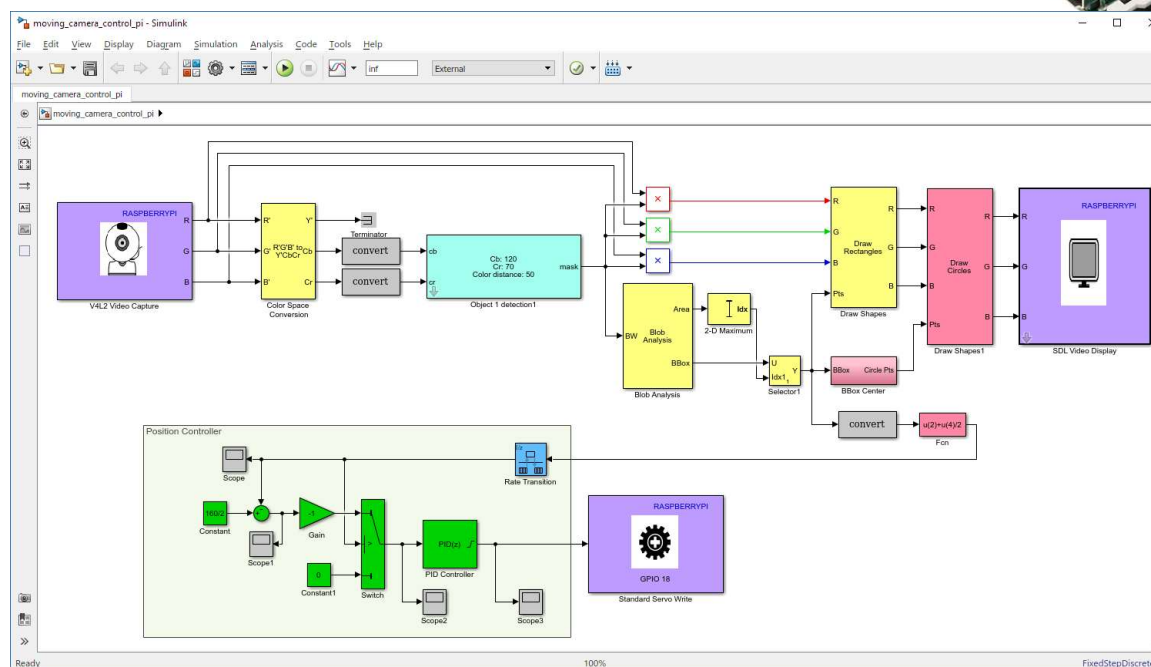 moving_camera_control_pi - Simulink
File Edit View Display Diagram Simulation Analysis Code Tools Help
inf
External
moving_camera_control_pi
moving_camera_control_pi
RASPBERRYPI
R
G
B
V4L2 Video Capture
R'
G'
B'
R'G'B' to
Y'CbCr
Y'
Cb
Cr
Color Space
Conversion
Terminator
convert
convert
cb
cr
Cb: 120
Cr: 70
Color distance: 50
mask
Object 1 detection1
×
×
×
R
G
B
Pts
Draw
Rectangles
R
G
B
Draw Shapes
R
G
B
Pts
Draw
Circles
R
G
B
Draw Shapes1
RASPBERRYPI
R
G
B
SDL Video Display
BW
Blob
Analysis
Area
BBox
Blob Analysis
Idx
2-D Maximum
U
Idx1
1
Y
Selector1
BBox
Circle Pts
BBox Center
convert
u(2)+u(4)/2
Fcn
Position Controller
Scope
Rate Transition
160/2
Constant
Scope1
-1
Gain
0
Constant1
>
Switch
PID(z)
PID Controller
Scope2
Scope3
RASPBERRYPI
GPIO 18
Standard Servo Write
Ready
100%
FixedStepDiscrete